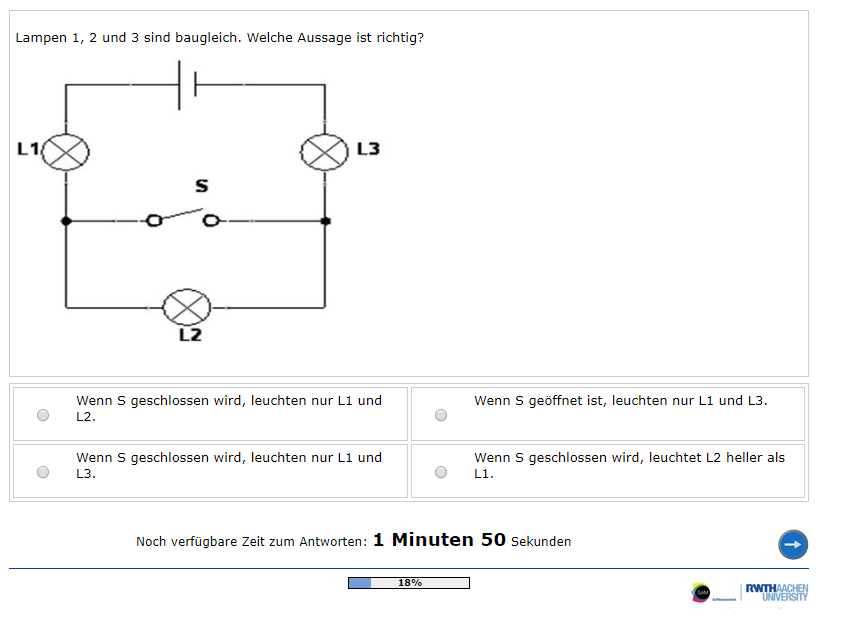 Lampen 1, 2 und 3 sind baugleich. Welche Aussage ist richtig?
L1
L3
S
L2
Wenn S geschlossen wird, leuchten nur L1 und
L2.
Wenn S geöffnet ist, leuchten nur L1 und L3.
Wenn S geschlossen wird, leuchten nur L1 und
L3.
Wenn S geschlossen wird, leuchtet L2 heller als
L1.
Noch verfügbare Zeit zum Antworten: 1 Minuten 50 Sekunden
18%
SAM
RWTHAACHEN
UNIVERSITY